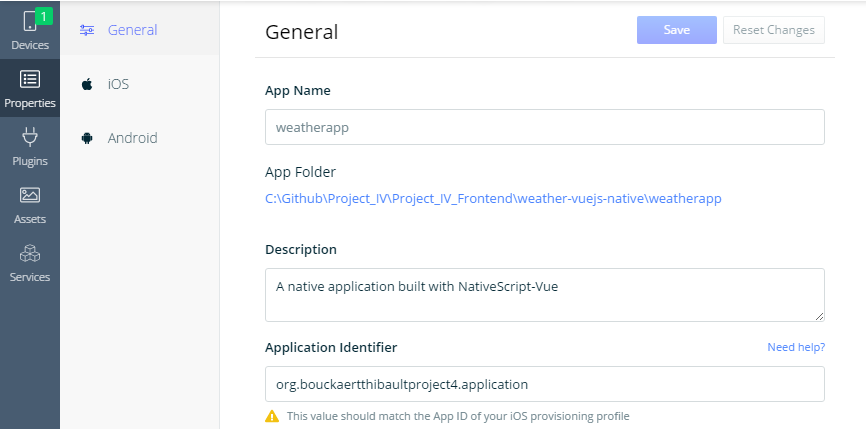 1
Devices
Properties
Plugins
Assets
Services
General
iOS
Android
General
Save
Reset Changes
App Name
weatherapp
App Folder
C:\Github\Project_IV\Project_IV_Frontend\weather-vuejs-native\weatherapp
Description
A native application built with NativeScript-Vue
Application Identifier
Need help?
org.bouckaertthibaultproject4.application
This value should match the App ID of your iOS provisioning profile